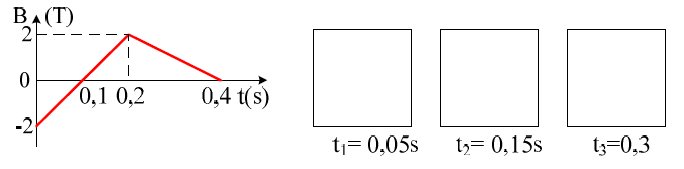 B (T)
2
0
0,1 0,2 0,4 t(s)
-2
t₁= 0,05s t₂= 0,15s t₃=0,3